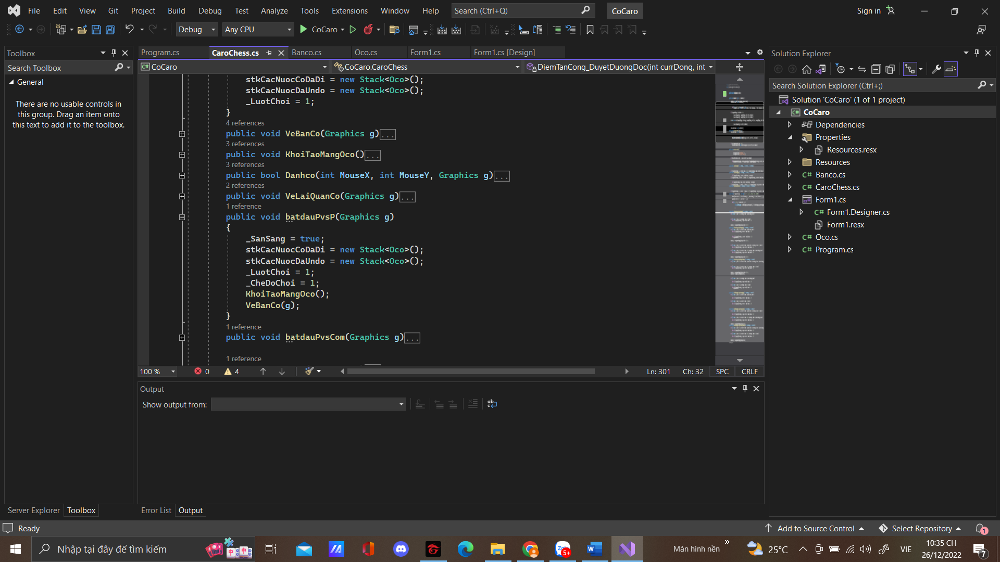 File Edit View Git Project Build Debug Test Analyze Tools Extensions Window Help Search (Ctrl+Q) CoCaro Sign in
Debug Any CPU CoCaro
Toolbox
Search Toolbox
General
There are no usable controls in
this group. Drag an item onto
this text to add it to the toolbox.
Server Explorer Toolbox
Program.cs CaroChess.cs Banco.cs Oco.cs Form1.cs Form1.cs [Design]
CoCaro CoCaro.CaroChess DiemTanCong_DuyetDuongDoc(int currDong, int
stkCacNuocCoDaDi = new Stack<Oco>();
stkCacNuocDaUndo = new Stack<Oco>();
_LuotChoi = 1;
}
4 references
public void VeBanCo(Graphics g)...
3 references
public void KhoiTaoMangOco()...
3 references
public bool Danhco(int MouseX, int MouseY, Graphics g)...
2 references
public void VeLaiQuanCo(Graphics g)...
1 reference
public void batdauPvsP(Graphics g)
{
_SanSang = true;
stkCacNuocCoDaDi = new Stack<Oco>();
stkCacNuocDaUndo = new Stack<Oco>();
_LuotChoi = 1;
_CheDoChoi = 1;
KhoiTaoMangOco();
VeBanCo(g);
}
1 reference
public void batdauPvsCom(Graphics g)...
1 reference
100 % 0 4 Ln: 301 Ch: 32 SPC CRLF
Output
Show output from:
Error List Output
Solution Explorer
Search Solution Explorer (Ctrl+;)
Solution 'CoCaro' (1 of 1 project)
C# CoCaro
Dependencies
Properties
Resources.resx
Resources
C# Banco.cs
C# CaroChess.cs
Form1.cs
C# Form1.Designer.cs
Form1.resx
C# Oco.cs
C# Program.cs
Ready Add to Source Control Select Repository 1
Nhập tại đây để tìm kiếm 5+ Màn hình nền 25°C VIE 10:35 CH
26/12/2022 7